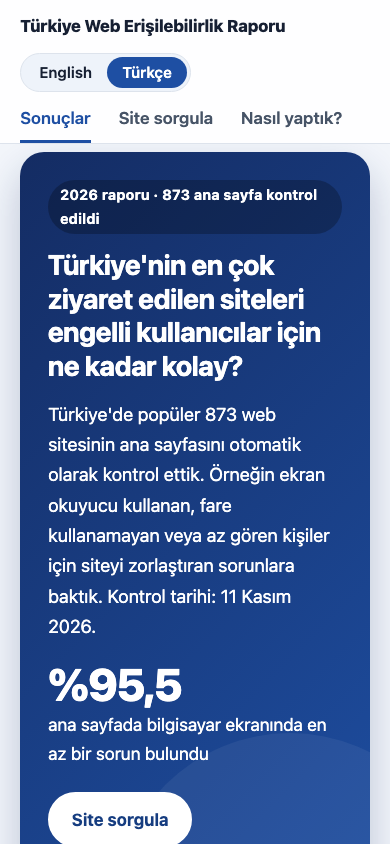 Türkiye Web Erişilebilirlik Raporu
English
Türkçe
Sonuçlar
Site sorgula
Nasıl yaptık?
2026 raporu · 873 ana sayfa kontrol
edildi
Türkiye'nin en çok
ziyaret edilen siteleri
engelli kullanıcılar için
ne kadar kolay?
Türkiye'de popüler 873 web
sitesinin ana sayfasını otomatik
olarak kontrol ettik. Örneğin ekran
okuyucu kullanan, fare
kullanamayan veya az gören kişiler
için siteyi zorlaştıran sorunlara
baktık. Kontrol tarihi: 11 Kasım
2026.
%95,5
ana sayfada bilgisayar ekranında en
az bir sorun bulundu
Site sorgula